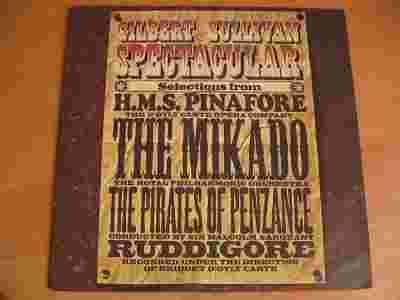 GILBERT & SULLIVAN
SPECTACULAR
Selections from
H.M.S. PINAFORE
THE D'OYLY CARTE OPERA COMPANY
THE MIKADO
THE ROYAL PHILHARMONIC ORCHESTRA
THE PIRATES OF PENZANCE
CONDUCTED BY SIR MALCOLM SARGENT
RUDDIGORE
RECORDED UNDER THE DIRECTION
OF BRIDGET D'OYLY CARTE